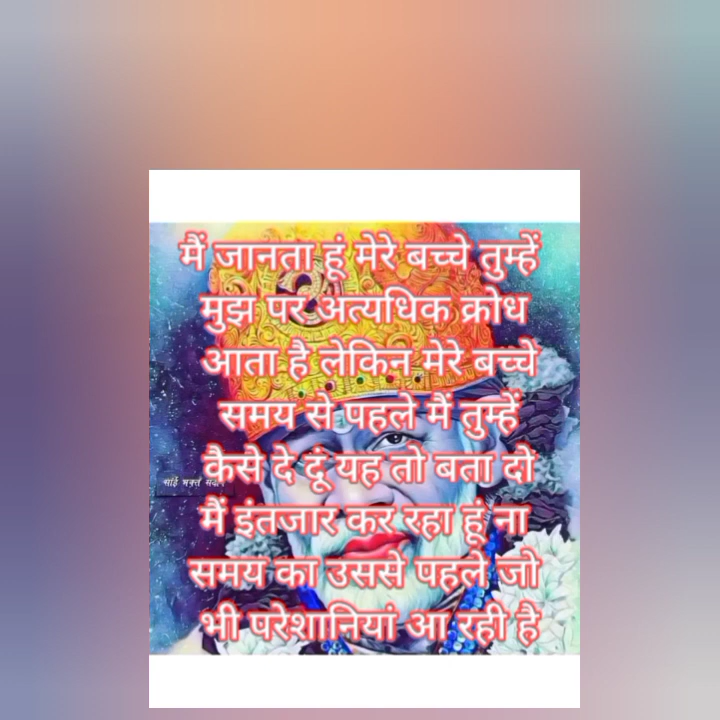 मैं जानता हूं मेरे बच्चे तुम्हें
मुझ पर अत्यधिक क्रोध
आता है लेकिन मेरे बच्चें
समय से पहले मैं तुम्हें
कैसे दे दूं यह तो बता दो
मैं इंतजार कर रहा हूं ना
समय का उससे पहले जो
भी परेशानियां आ रही है
साई भक्त